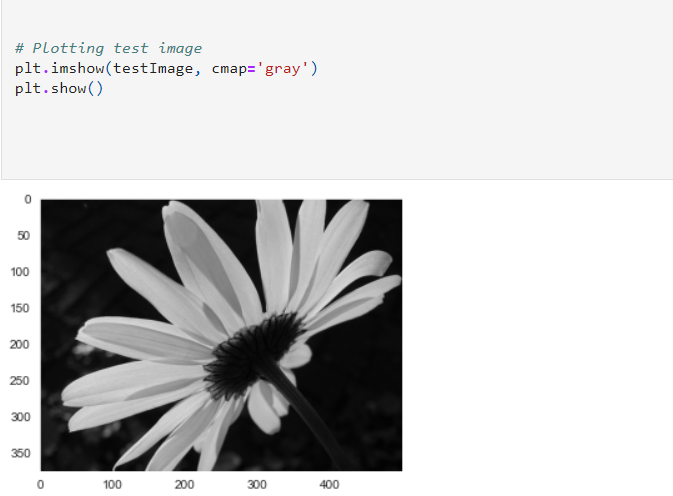 # Plotting test image
plt.imshow(testImage, cmap='gray')
plt.show()
0
50
100
150
200
250
300
350
0 100 200 300 400